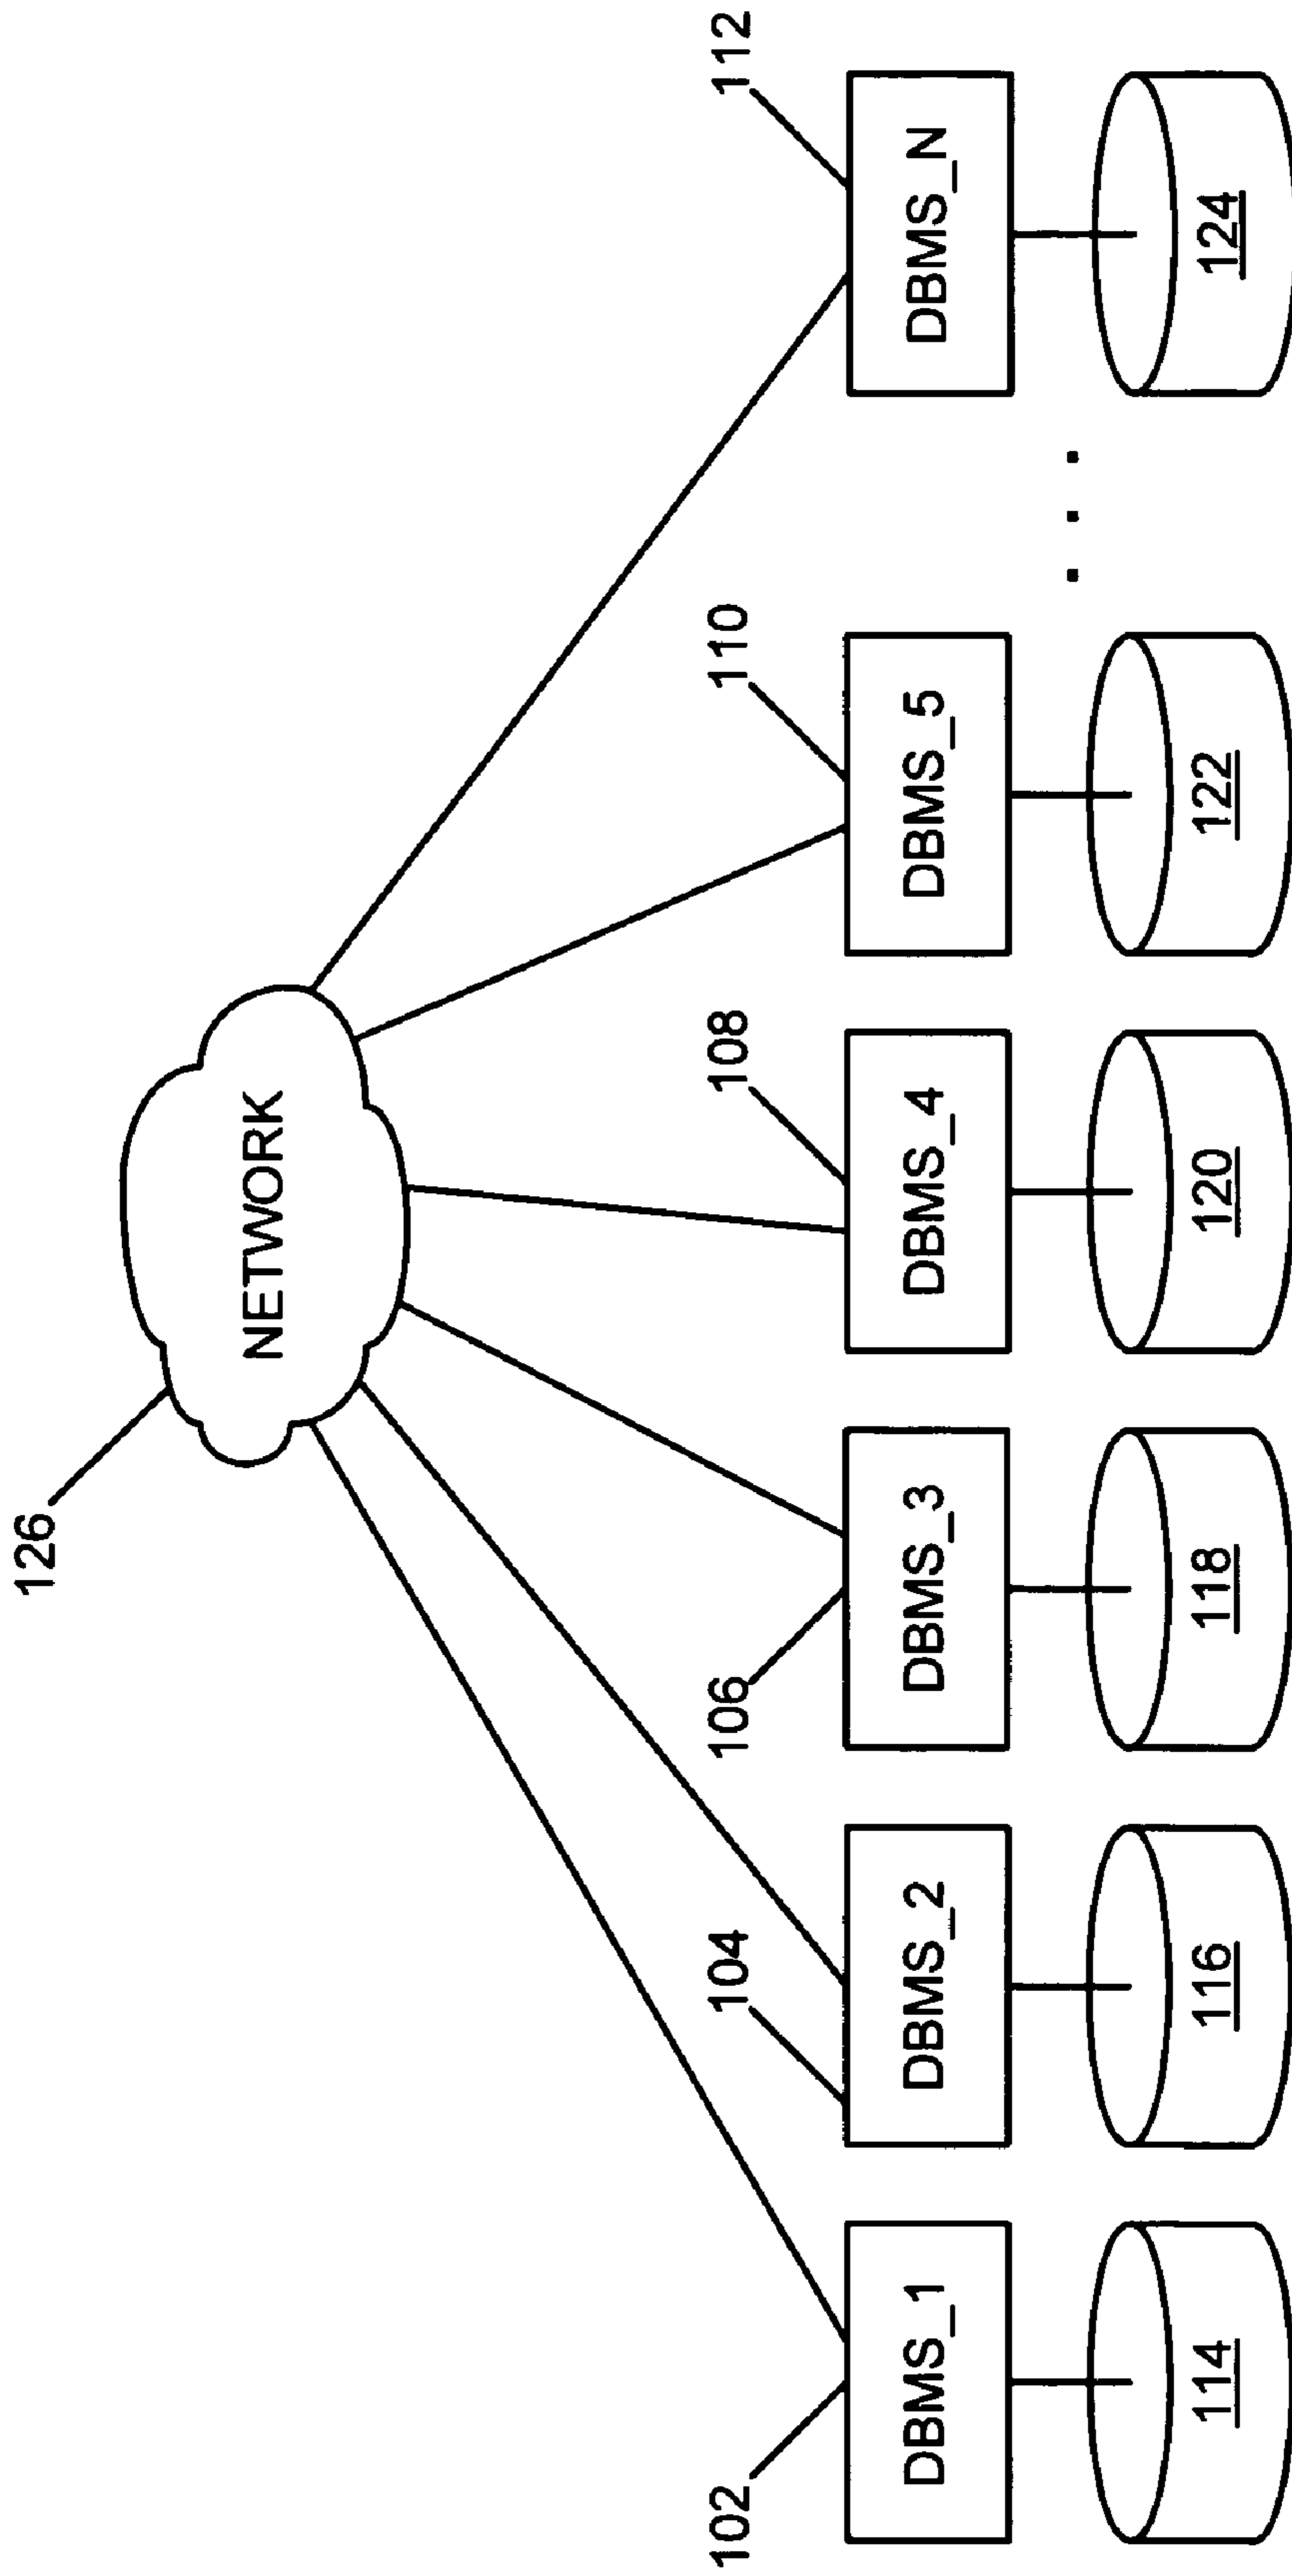 126
NETWORK
102
104
106
108
110
112
DBMS_1
DBMS_2
DBMS_3
DBMS_4
DBMS_5
. . .
DBMS_N
114
116
118
120
122
124